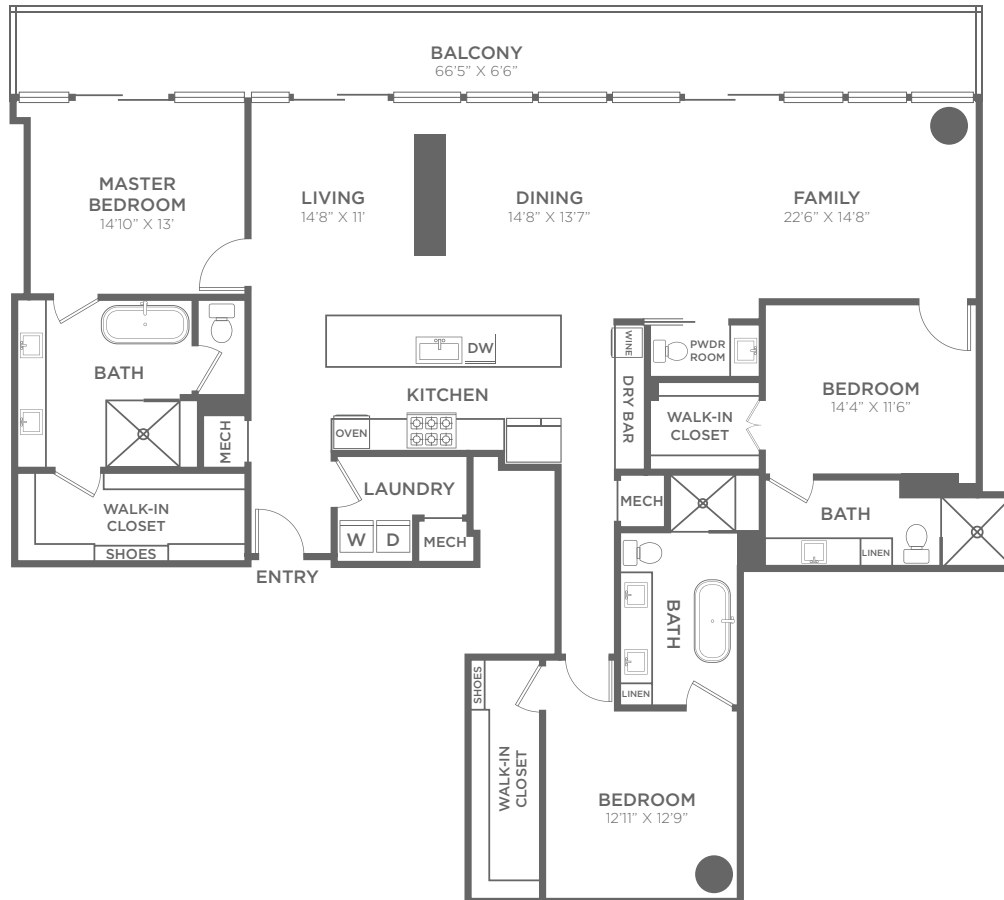 BALCONY
66'5” X 6'6”
MASTER
BEDROOM
14'10” X 13'
LIVING
14'8” X 11'
DINING
14'8” X 13'7”
FAMILY
22'6” X 14'8”
BATH
DW
KITCHEN
OVEN
MECH
WINE
DRY BAR
PWDR
ROOM
WALK-IN
CLOSET
BEDROOM
14'4” X 11'6”
LAUNDRY
W
D
MECH
WALK-IN
CLOSET
SHOES
ENTRY
MECH
BATH
LINEN
BATH
LINEN
SHOES
WALK-IN
CLOSET
BEDROOM
12'11” X 12'9”